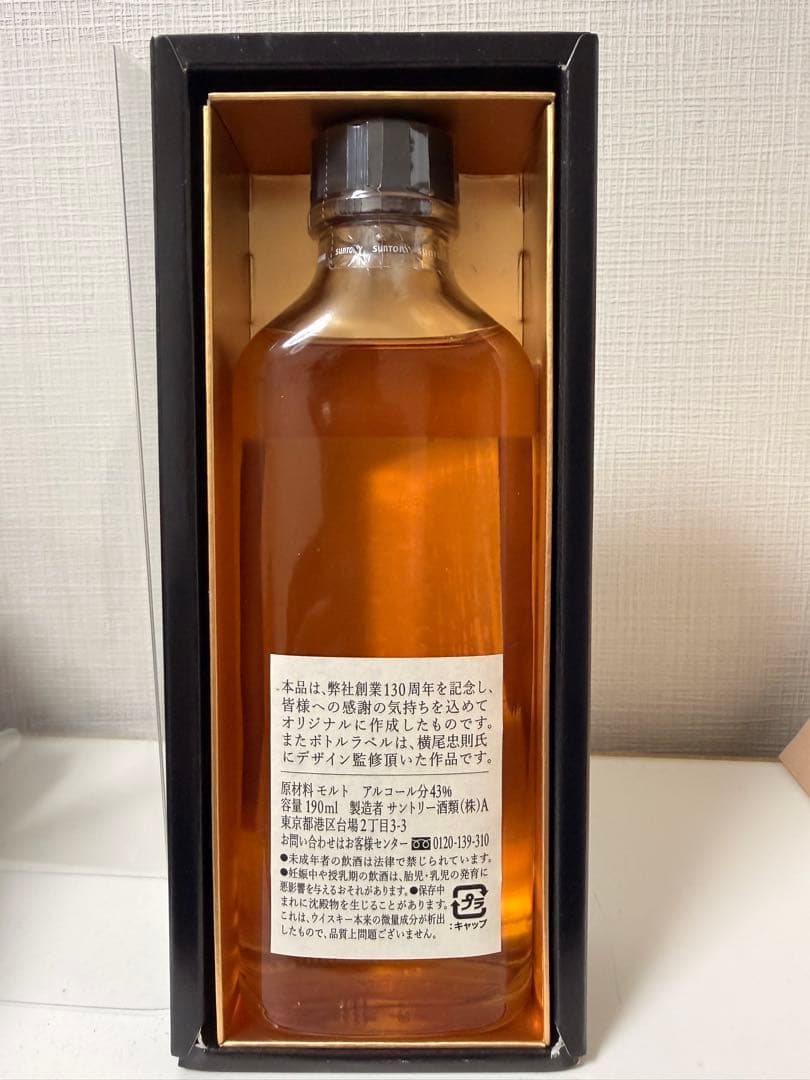 SUNTORY SUNTORY SUNTORY
本品は、弊社創業130周年を記念し、
皆様への感謝の気持ちを込めて
オリジナルに作成したものです。
またボトルラベルは、横尾忠則氏
にデザイン監修頂いた作品です。
原材料 モルト アルコール分43%
容量190ml 製造者 サントリー酒類(株)A
東京都港区台場2丁目3-3
お問い合わせはお客様センター 0120-139-310
●未成年者の飲酒は法律で禁じられています。
●妊娠中や授乳期の飲酒は、胎児・乳児の発育に
悪影響を与えるおそれがあります。●保存中
まれに沈殿物を生じることがあります。
これは、ウイスキー本来の微量成分が析出
したもので、品質上問題ございません。
プラ
:キャップ